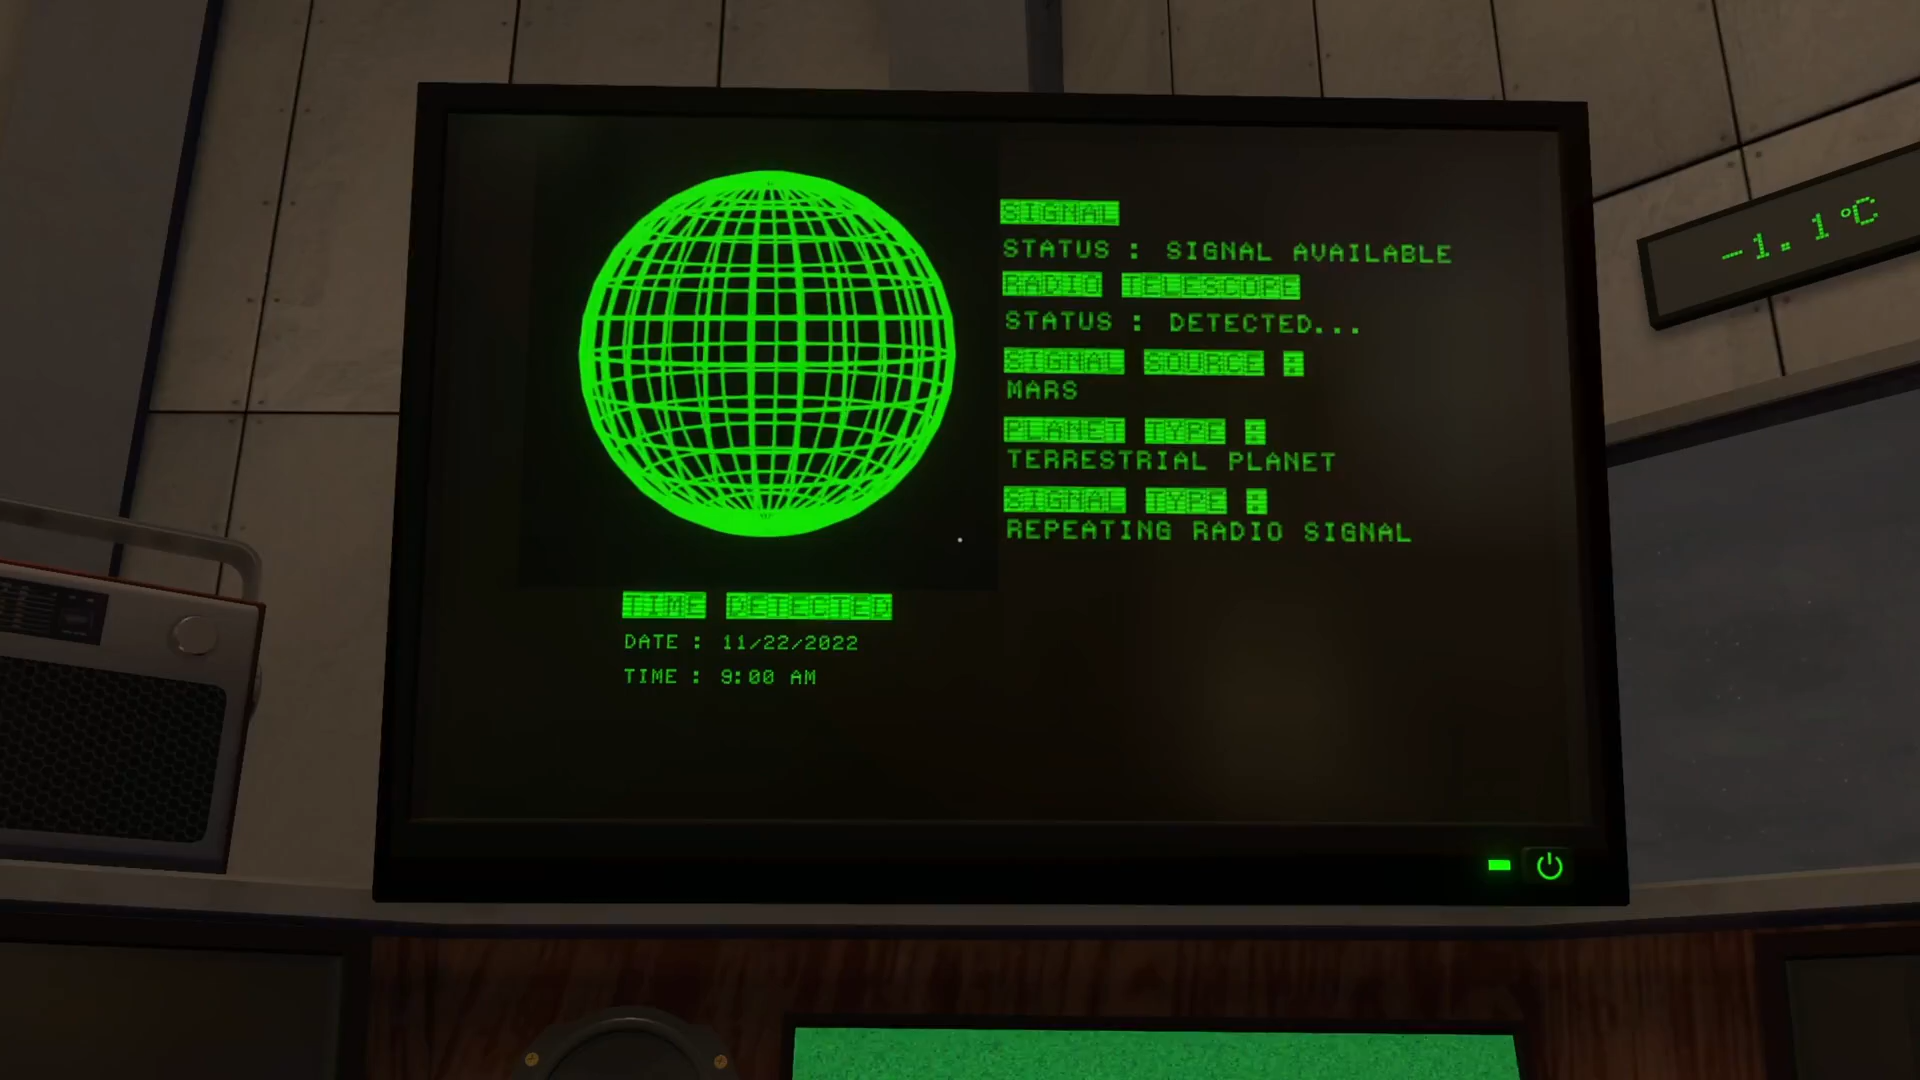 SIGNAL
STATUS : SIGNAL AVAILABLE
RADIO TELESCOPE
STATUS : DETECTED...
SIGNAL SOURCE :
MARS
PLANET TYPE :
TERRESTRIAL PLANET
SIGNAL TYPE :
REPEATING RADIO SIGNAL
TIME DETECTED
DATE : 11/22/2022
TIME : 9:00 AM
-1.1°C